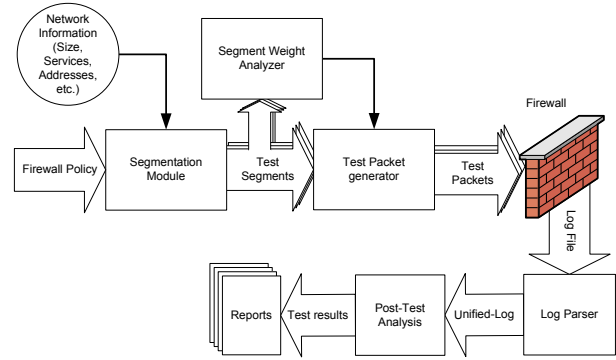 Network
Information
(Size,
Services,
Addresses,
etc.)
Segment Weight
Analyzer
Firewall
Firewall Policy
Segmentation
Module
Test
Segments
Test Packet
generator
Test
Packets
Log File
Reports
Test results
Post-Test
Analysis
Unified-Log
Log Parser